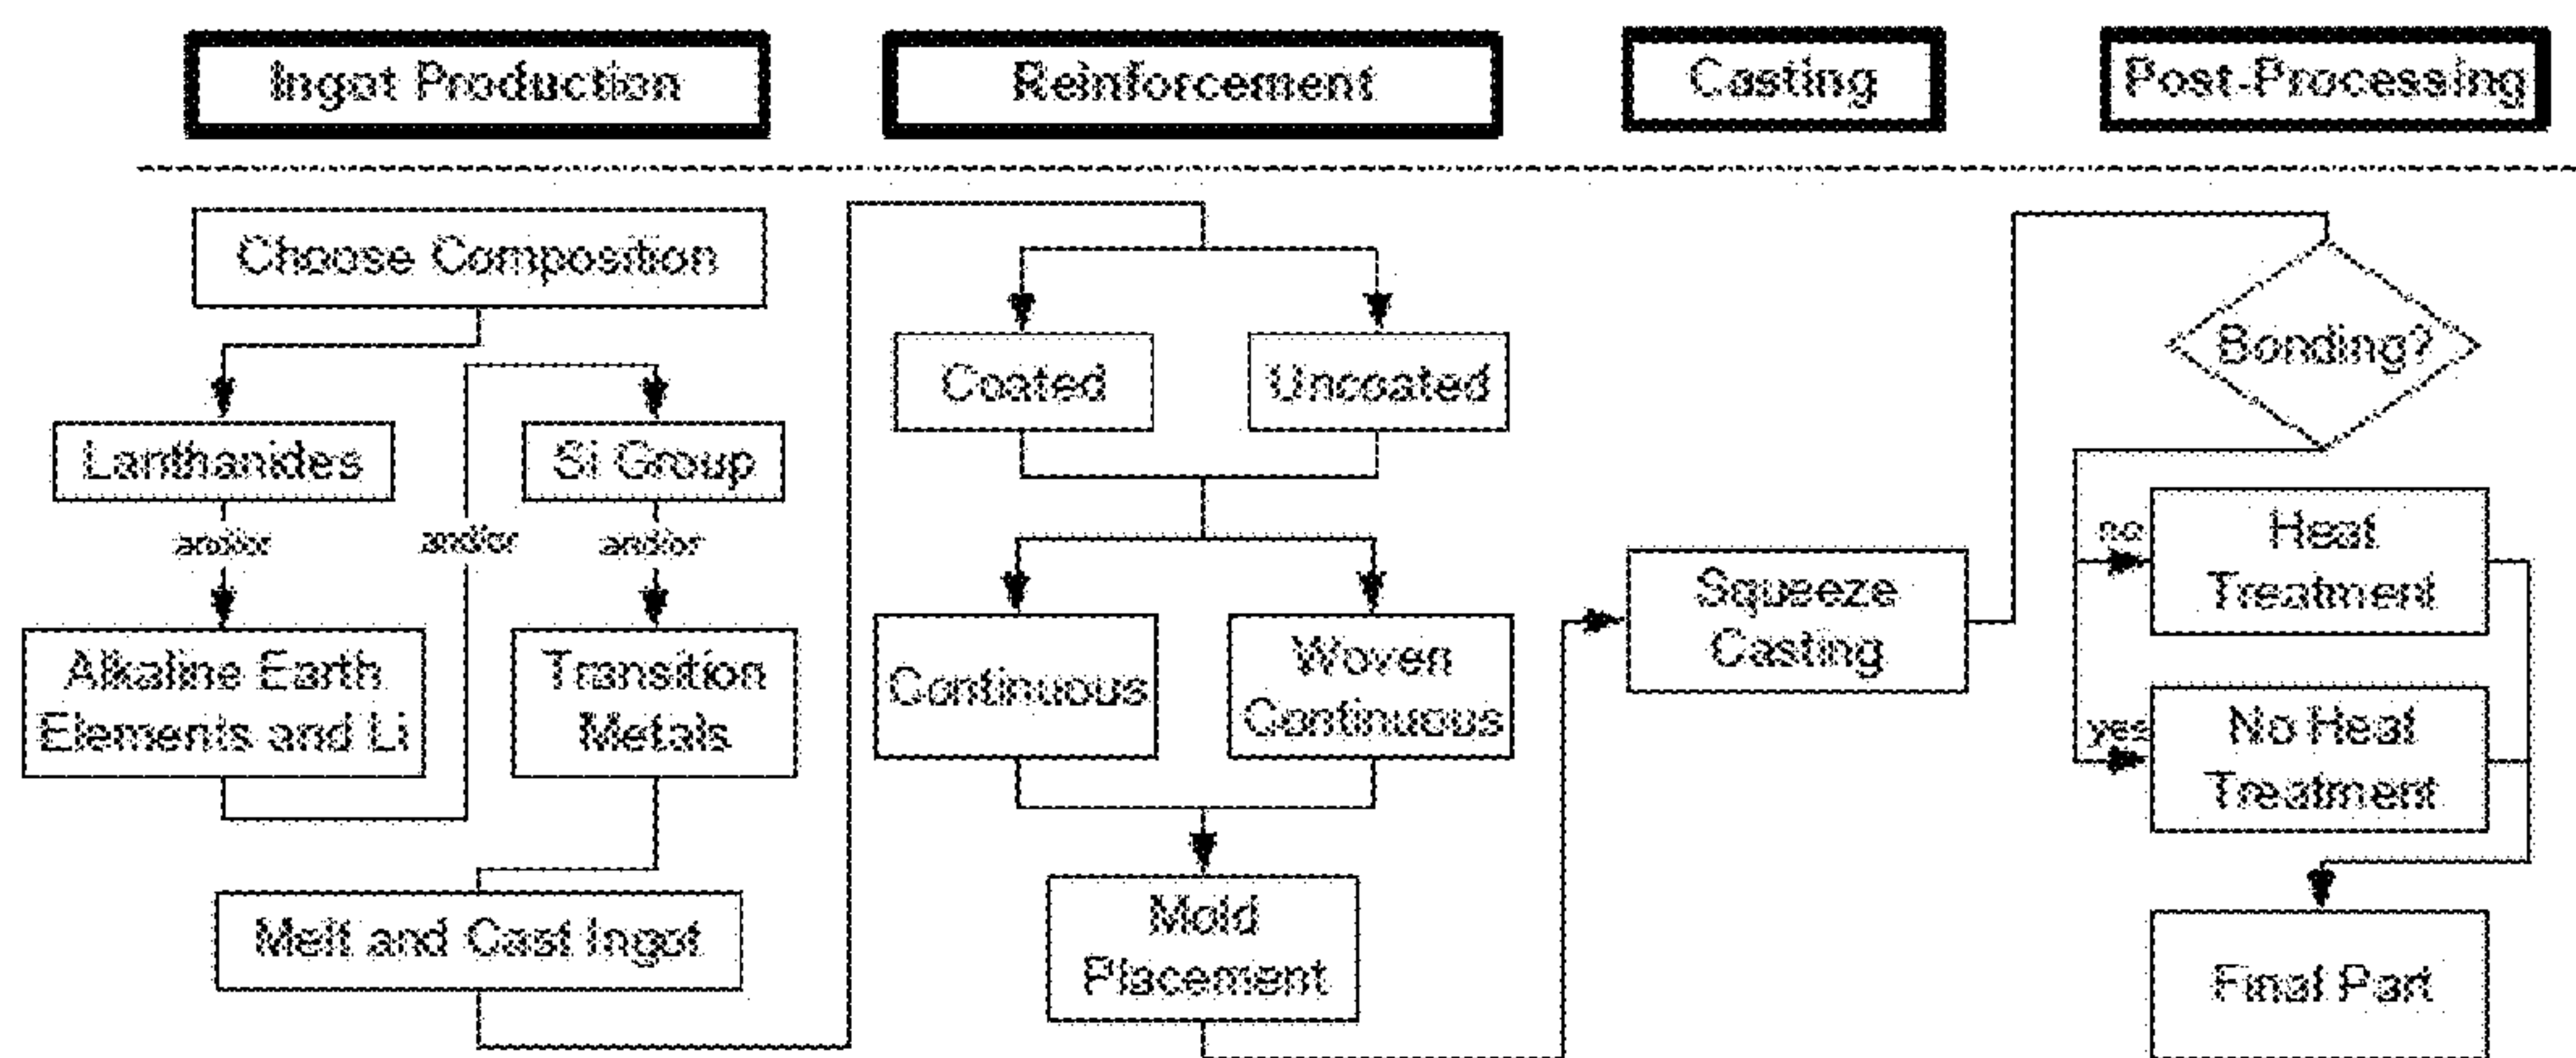 Ingot Production
Reinforcement
Casting
Post-Processing
Choose Composition
Lanthanides
Si Group
and/or
and/or
and/or
Alkaline Earth
Elements and Li
Transition
Metals
Melt and Cast Ingot
Coated
Uncoated
Continuous
Woven
Continuous
Mold
Placement
Squeeze
Casting
Bonding?
no
Heat
Treatment
yes
No Heat
Treatment
Final Part